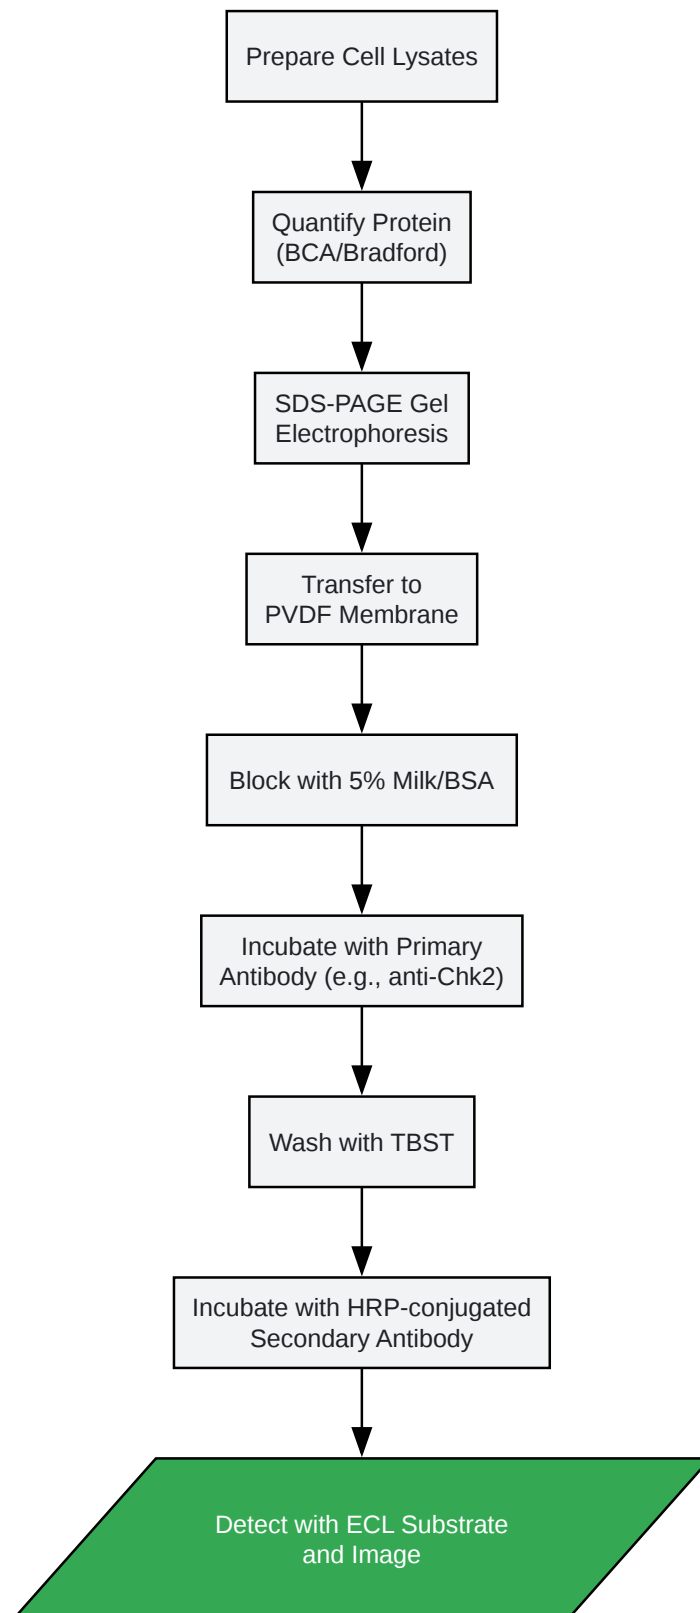 Prepare Cell Lysates
Quantify Protein
(BCA/Bradford)
SDS-PAGE Gel
Electrophoresis
Transfer to
PVDF Membrane
Block with 5% Milk/BSA
Incubate with Primary
Antibody (e.g., anti-Chk2)
Wash with TBST
Incubate with HRP-conjugated
Secondary Antibody
Detect with ECL Substrate
and Image